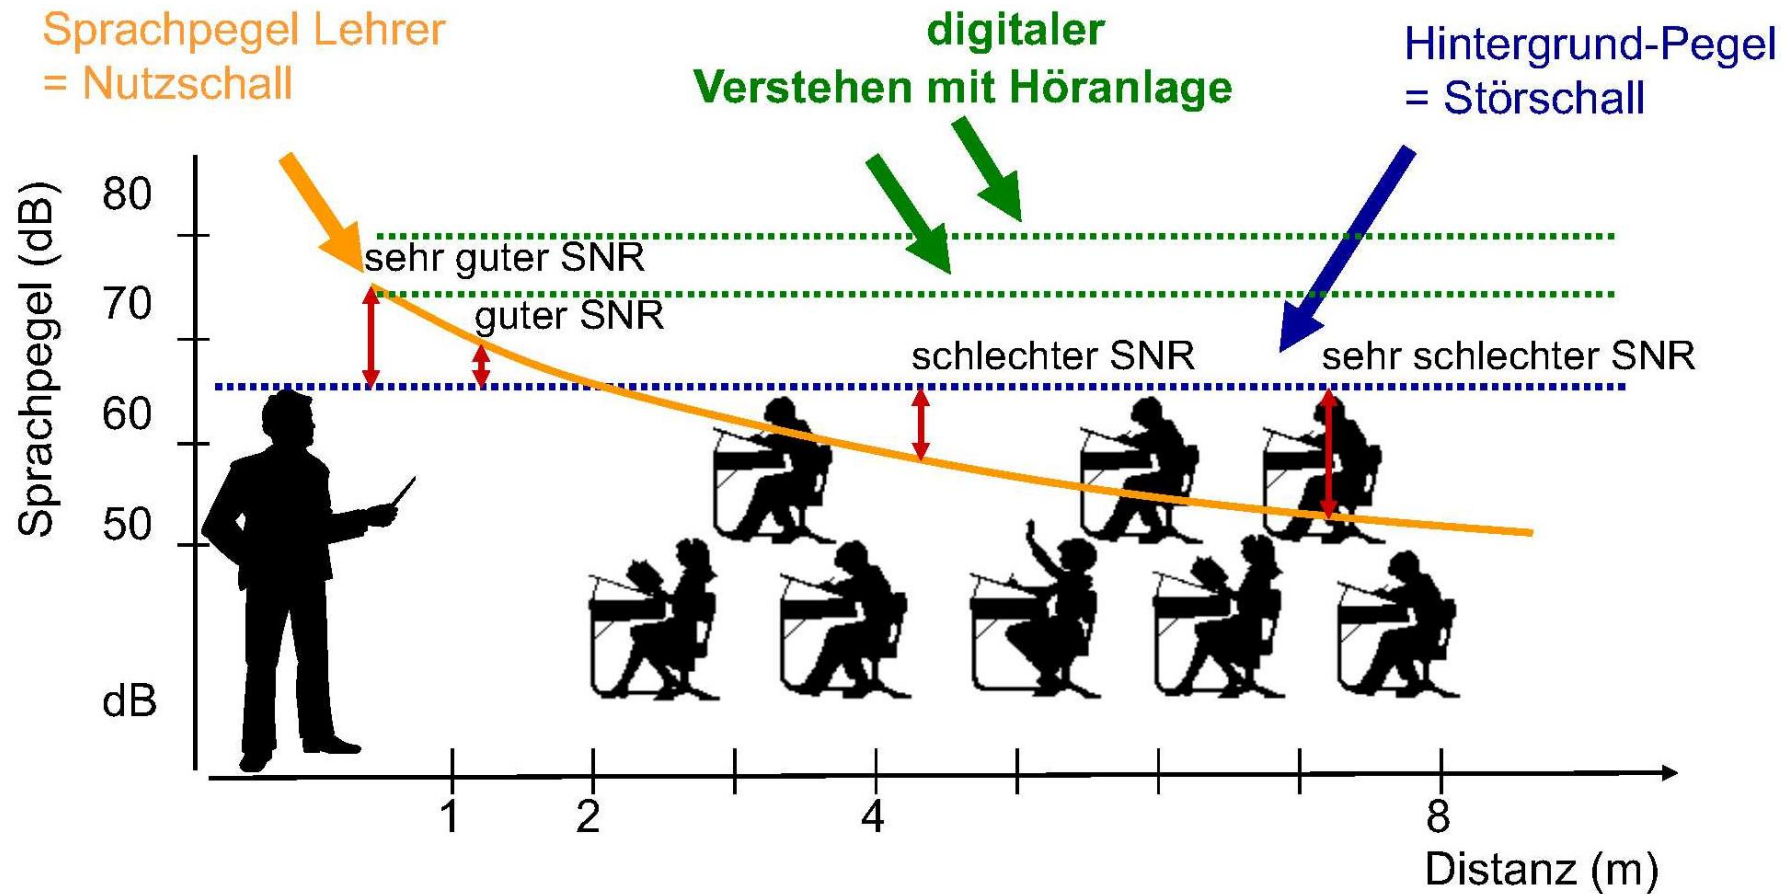 Sprachpegel Lehrer
= Nutzschall
digitaler
Verstehen mit Höranlage
Hintergrund-Pegel
= Störschall
Sprachpegel (dB)
80
70
60
50
dB
sehr guter SNR
guter SNR
schlechter SNR
sehr schlechter SNR
1
2
4
8
Distanz (m)